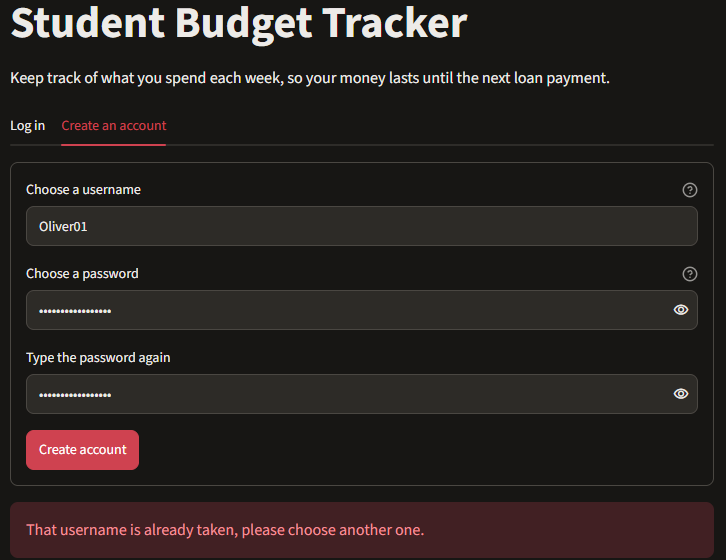 Student Budget Tracker
Keep track of what you spend each week, so your money lasts until the next loan payment.
Log in Create an account
Choose a username
Oliver01
Choose a password
•••••••••••••••••
Type the password again
•••••••••••••••••
Create account
That username is already taken, please choose another one.